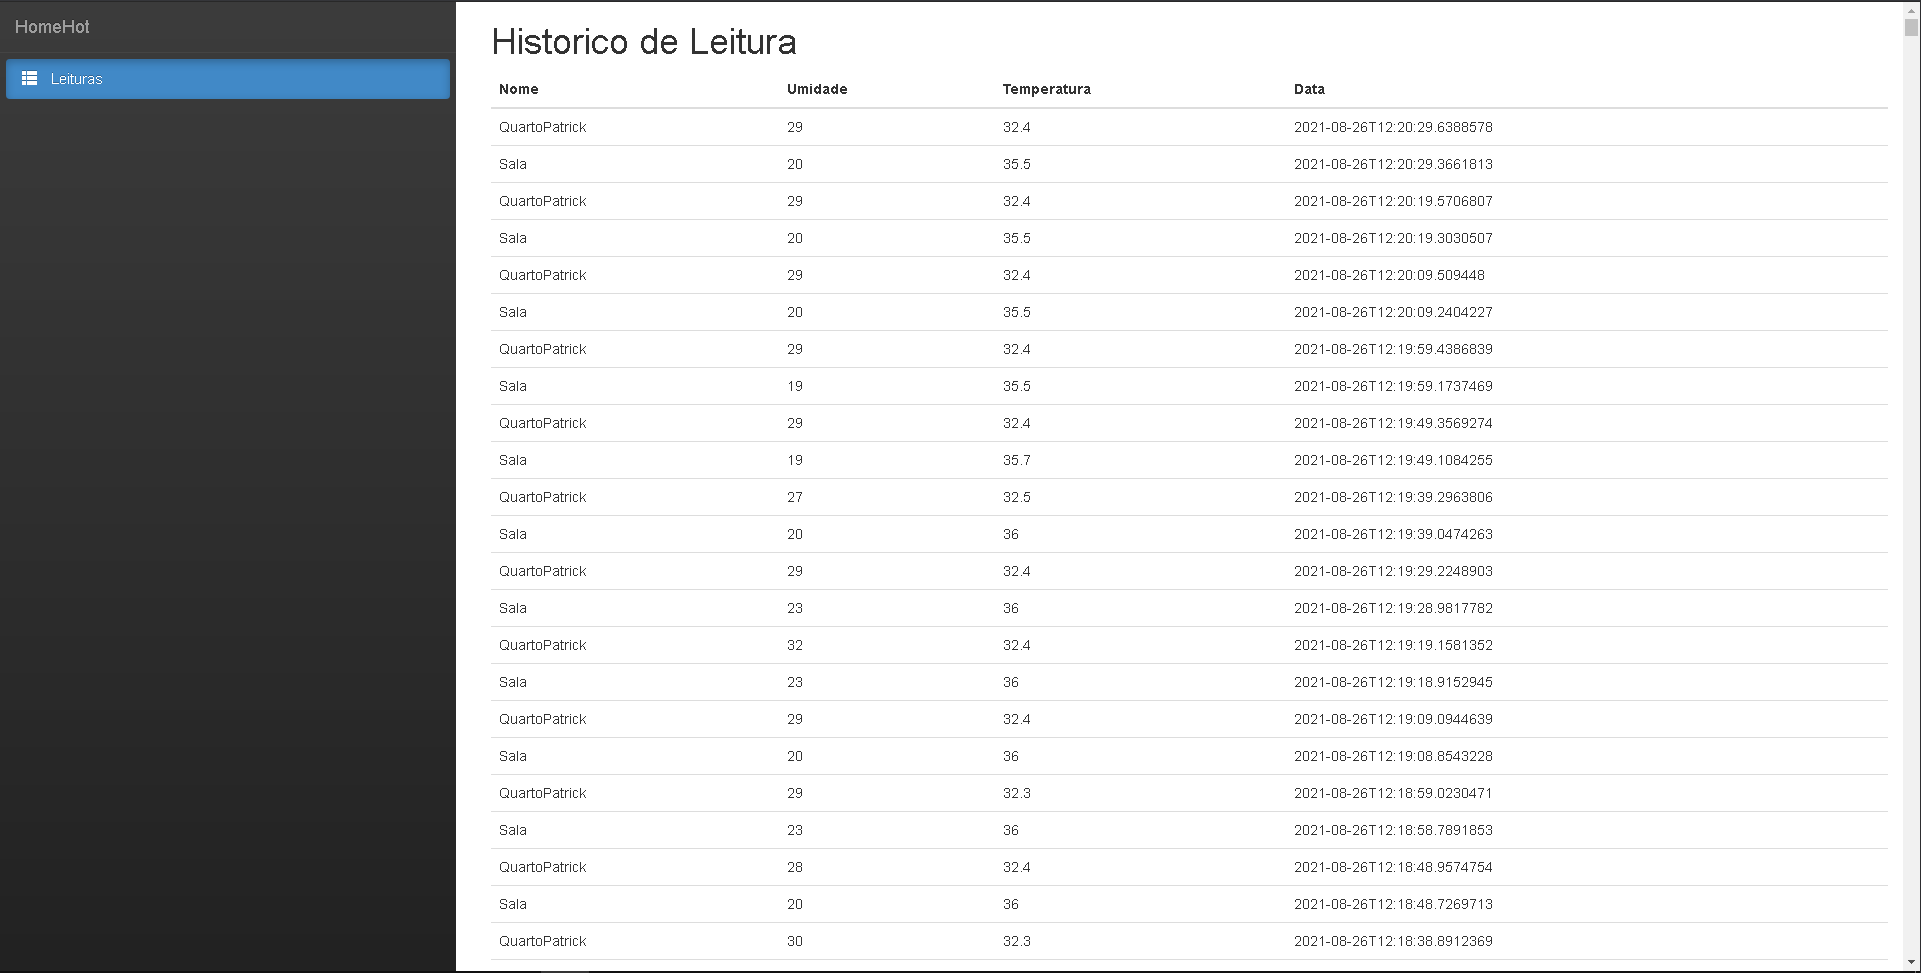 HomeHot
Leituras
Historico de Leitura
Nome Umidade Temperatura Data
QuartoPatrick 29 32.4 2021-08-26T12:20:29.6388578
Sala 20 35.5 2021-08-26T12:20:29.3661813
QuartoPatrick 29 32.4 2021-08-26T12:20:19.5706807
Sala 20 35.5 2021-08-26T12:20:19.3030507
QuartoPatrick 29 32.4 2021-08-26T12:20:09.509448
Sala 20 35.5 2021-08-26T12:20:09.2404227
QuartoPatrick 29 32.4 2021-08-26T12:19:59.4386839
Sala 19 35.5 2021-08-26T12:19:59.1737469
QuartoPatrick 29 32.4 2021-08-26T12:19:49.3569274
Sala 19 35.7 2021-08-26T12:19:49.1084255
QuartoPatrick 27 32.5 2021-08-26T12:19:39.2963806
Sala 20 36 2021-08-26T12:19:39.0474263
QuartoPatrick 29 32.4 2021-08-26T12:19:29.2248903
Sala 23 36 2021-08-26T12:19:28.9817782
QuartoPatrick 32 32.4 2021-08-26T12:19:19.1581352
Sala 23 36 2021-08-26T12:19:18.9152945
QuartoPatrick 29 32.4 2021-08-26T12:19:09.0944639
Sala 20 36 2021-08-26T12:19:08.8543228
QuartoPatrick 29 32.3 2021-08-26T12:18:59.0230471
Sala 23 36 2021-08-26T12:18:58.7891853
QuartoPatrick 28 32.4 2021-08-26T12:18:48.9574754
Sala 20 36 2021-08-26T12:18:48.7269713
QuartoPatrick 30 32.3 2021-08-26T12:18:38.8912369